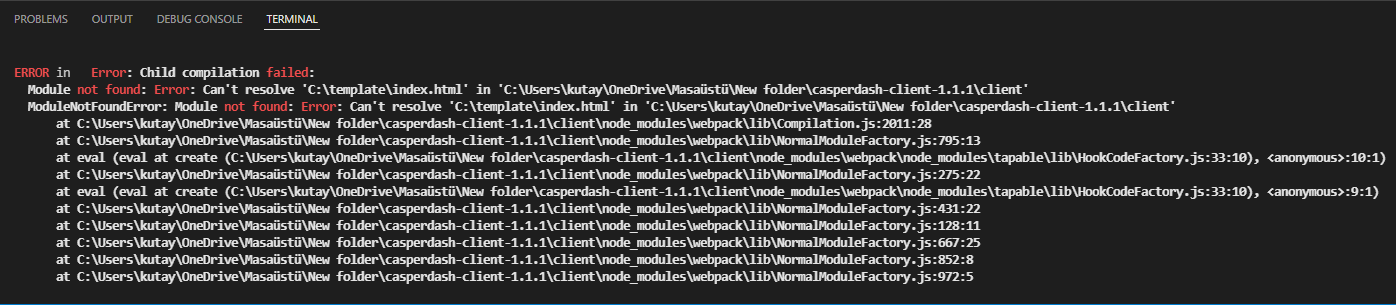 PROBLEMS OUTPUT DEBUG CONSOLE TERMINAL
ERROR in   Error: Child compilation failed:
  Module not found: Error: Can't resolve 'C:\template\index.html' in 'C:\Users\kutay\OneDrive\Masaüstü\New folder\casperdash-client-1.1.1\client'
  ModuleNotFoundError: Module not found: Error: Can't resolve 'C:\template\index.html' in 'C:\Users\kutay\OneDrive\Masaüstü\New folder\casperdash-client-1.1.1\client'
      at C:\Users\kutay\OneDrive\Masaüstü\New folder\casperdash-client-1.1.1\client\node_modules\webpack\lib\Compilation.js:2011:28
      at C:\Users\kutay\OneDrive\Masaüstü\New folder\casperdash-client-1.1.1\client\node_modules\webpack\lib\NormalModuleFactory.js:795:13
      at eval (eval at create (C:\Users\kutay\OneDrive\Masaüstü\New folder\casperdash-client-1.1.1\client\node_modules\webpack\node_modules\tapable\lib\HookCodeFactory.js:33:10), <anonymous>:10:1)
      at C:\Users\kutay\OneDrive\Masaüstü\New folder\casperdash-client-1.1.1\client\node_modules\webpack\lib\NormalModuleFactory.js:275:22
      at eval (eval at create (C:\Users\kutay\OneDrive\Masaüstü\New folder\casperdash-client-1.1.1\client\node_modules\webpack\node_modules\tapable\lib\HookCodeFactory.js:33:10), <anonymous>:9:1)
      at C:\Users\kutay\OneDrive\Masaüstü\New folder\casperdash-client-1.1.1\client\node_modules\webpack\lib\NormalModuleFactory.js:431:22
      at C:\Users\kutay\OneDrive\Masaüstü\New folder\casperdash-client-1.1.1\client\node_modules\webpack\lib\NormalModuleFactory.js:128:11
      at C:\Users\kutay\OneDrive\Masaüstü\New folder\casperdash-client-1.1.1\client\node_modules\webpack\lib\NormalModuleFactory.js:667:25
      at C:\Users\kutay\OneDrive\Masaüstü\New folder\casperdash-client-1.1.1\client\node_modules\webpack\lib\NormalModuleFactory.js:852:8
      at C:\Users\kutay\OneDrive\Masaüstü\New folder\casperdash-client-1.1.1\client\node_modules\webpack\lib\NormalModuleFactory.js:972:5